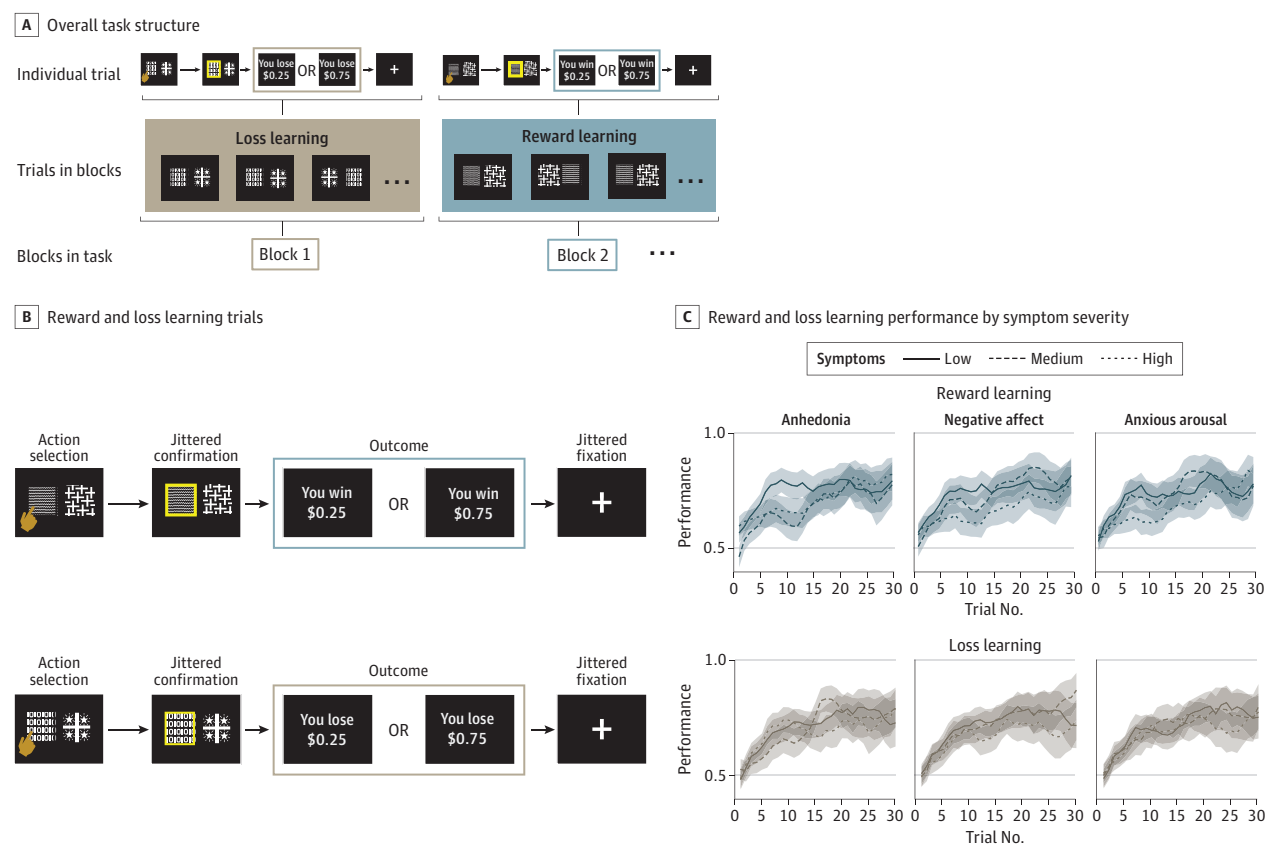 A Overall task structure
Individual trial
You lose
$0.25
OR
You lose
$0.75
+
You win
$0.25
OR
You win
$0.75
+
Trials in blocks
Loss learning
...
Reward learning
...
Blocks in task
Block 1
Block 2
...
B Reward and loss learning trials
Action
selection
Jittered
confirmation
Outcome
Jittered
fixation
You win
$0.25
OR
You win
$0.75
+
Action
selection
Jittered
confirmation
Outcome
Jittered
fixation
You lose
$0.25
OR
You lose
$0.75
+
C Reward and loss learning performance by symptom severity
Symptoms Low Medium High
Reward learning
Anhedonia Negative affect Anxious arousal
Performance
1.0
0.5
0 5 10 15 20 25 30 0 5 10 15 20 25 30 0 5 10 15 20 25 30
Trial No.
Loss learning
Performance
1.0
0.5
0 5 10 15 20 25 30 0 5 10 15 20 25 30 0 5 10 15 20 25 30
Trial No.